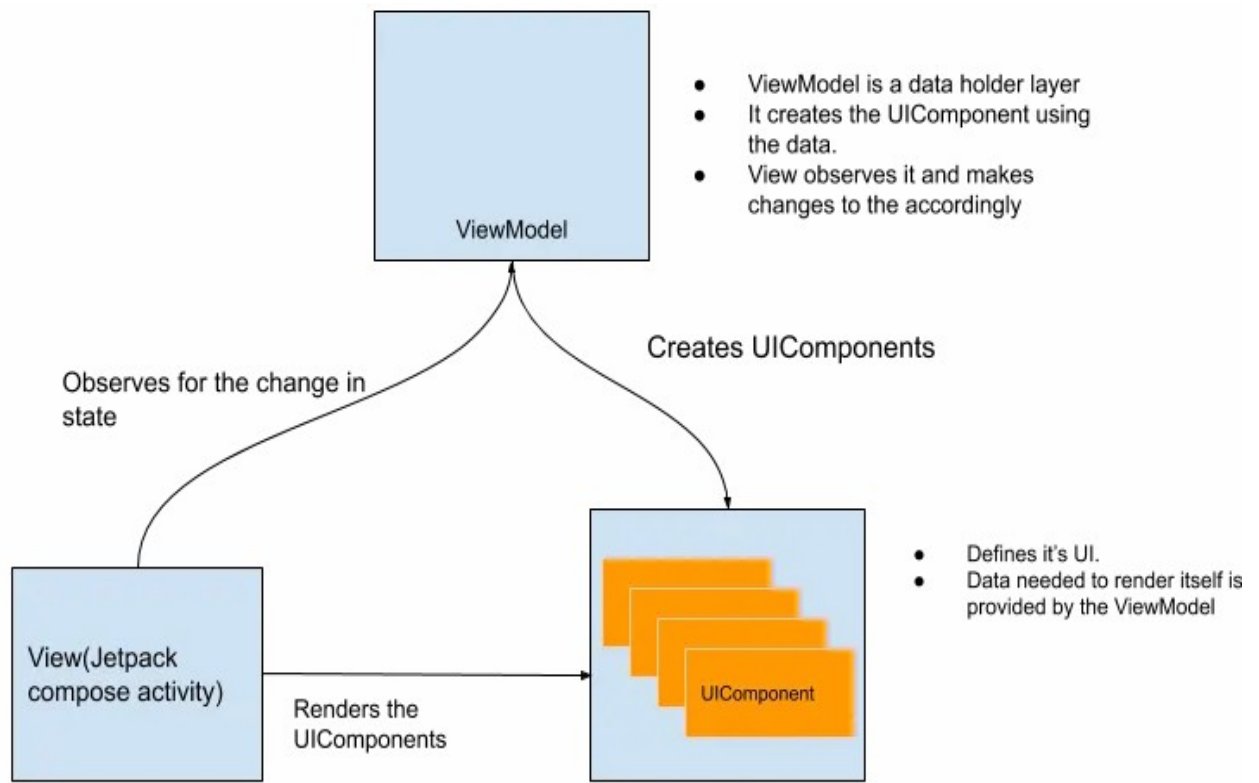 ViewModel
● ViewModel is a data holder layer
● It creates the UIComponent using
the data.
● View observes it and makes
changes to the accordingly
Observes for the change in
state
Creates UIComponents
View(Jetpack
compose activity)
Renders the
UIComponents
UIComponent
● Defines it's UI.
● Data needed to render itself is
provided by the ViewModel